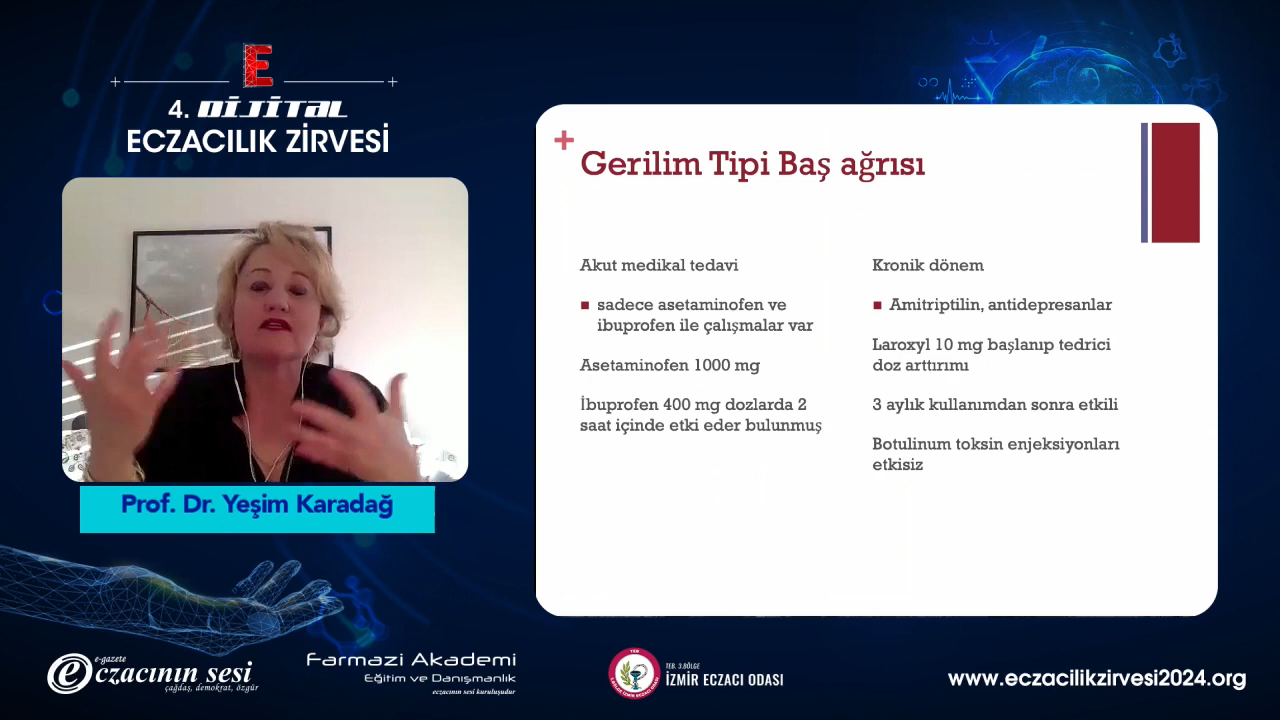 E
4. DİJİTAL
ECZACILIK ZİRVESİ
Prof. Dr. Yeşim Karadağ
Gerilim Tipi Baş ağrısı
Akut medikal tedavi
sadece asetaminofen ve
ibuprofen ile çalışmalar var
Asetaminofen 1000 mg
İbuprofen 400 mg dozlarda 2
saat içinde etki eder bulunmuş
Kronik dönem
Amitriptilin, antidepresanlar
Laroxyl 10 mg başlanıp tedrici
doz arttırımı
3 aylık kullanımdan sonra etkili
Botulinum toksin enjeksiyonları
etkisiz
e-gazete
eczacının sesi
çağdaş, demokrat, özgür
Farmazi Akademi
Eğitim ve Danışmanlık
eczacının sesi kuruluşudur
TEB
TEB. 3.BÖLGE
İZMİR ECZACI ODASI
www.eczacilikzirvesi2024.org